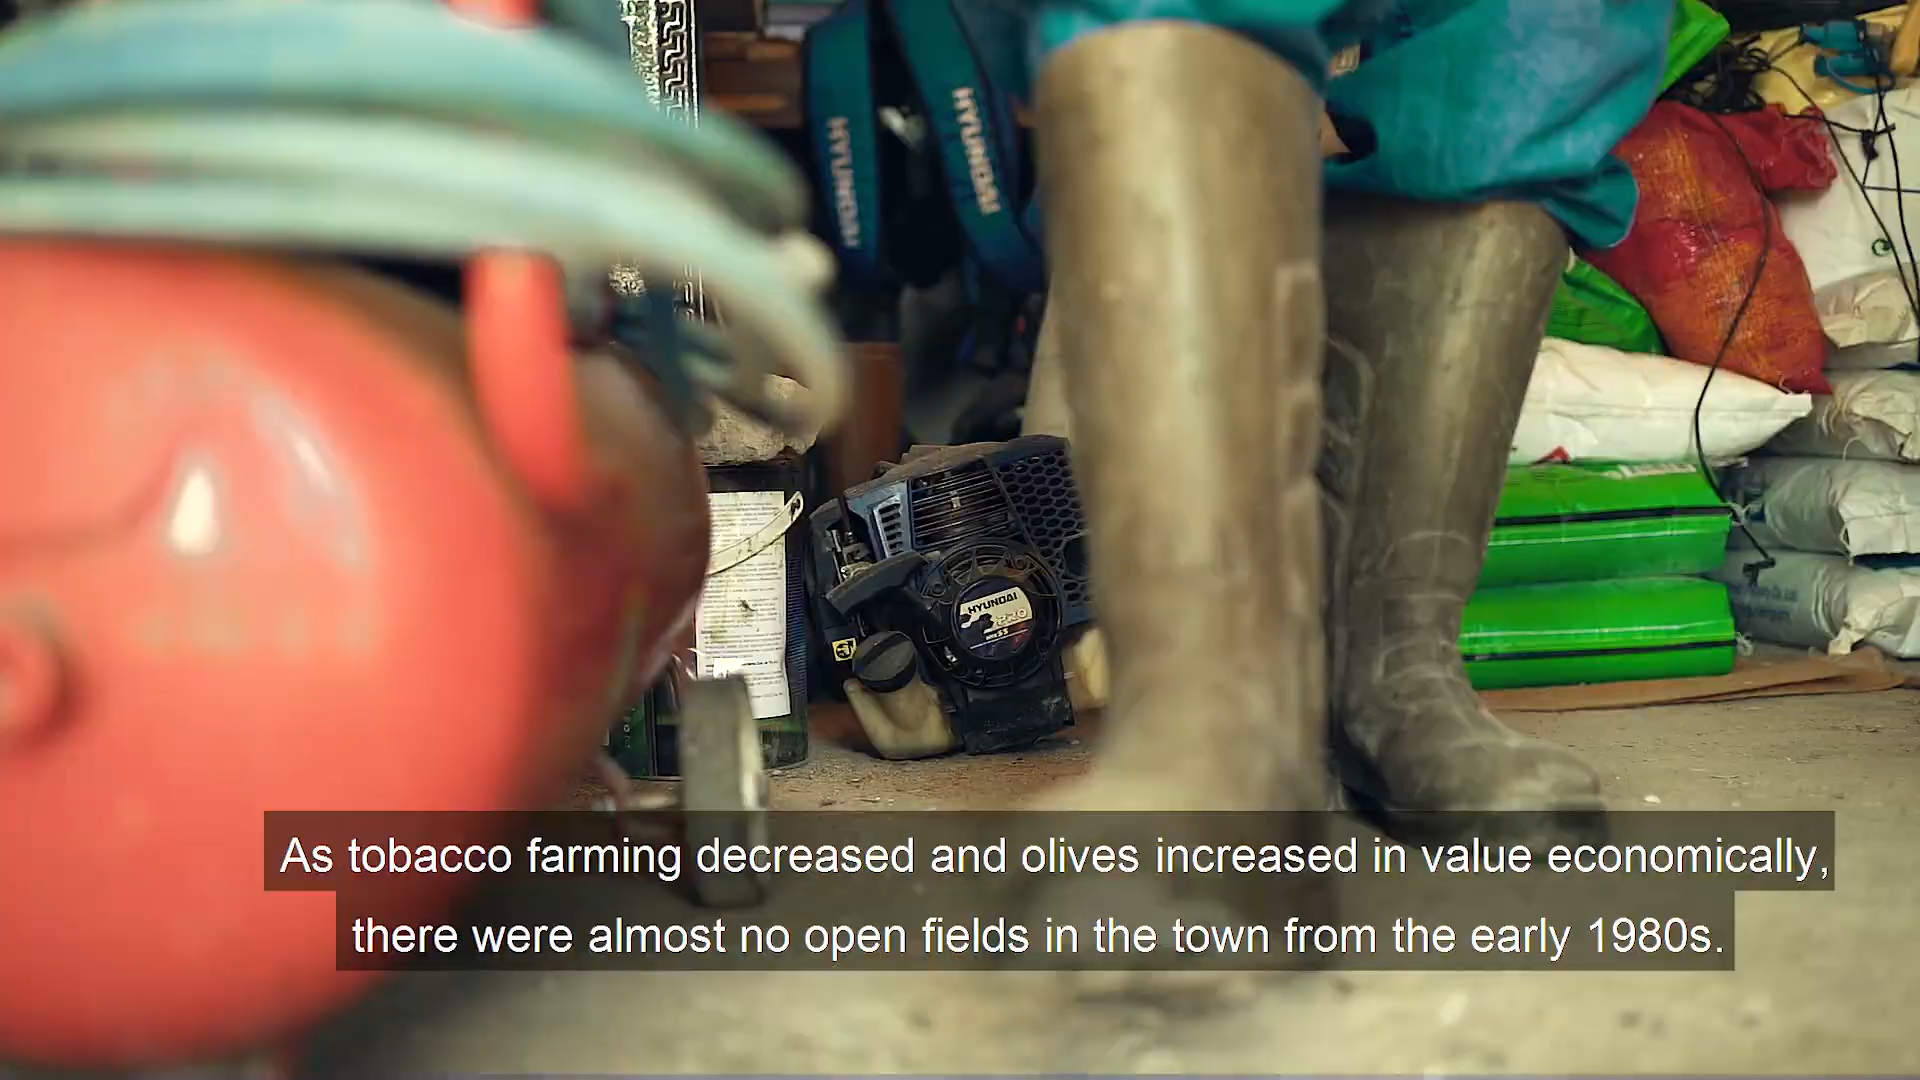 HYUNDAI
HYUNDAI
HYUNDAI
PRO
As tobacco farming decreased and olives increased in value economically,
there were almost no open fields in the town from the early 1980s.